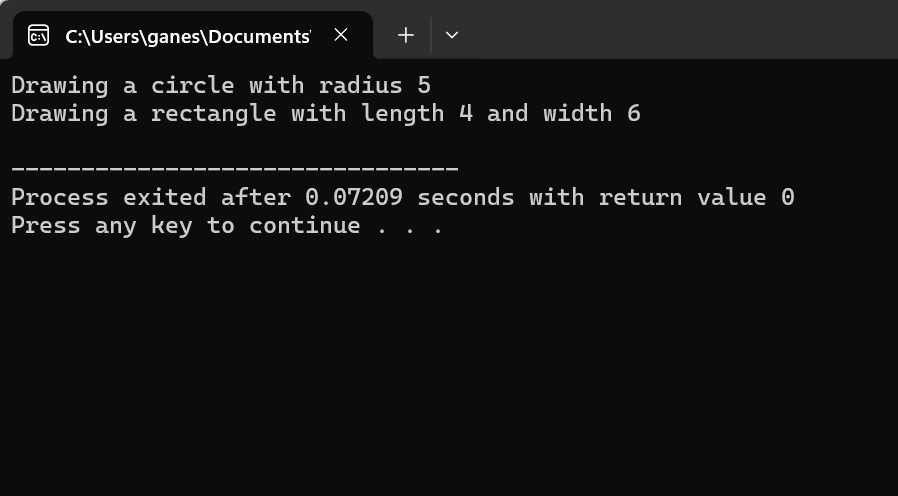 C:\Users\ganes\Documents\
Drawing a circle with radius 5
Drawing a rectangle with length 4 and width 6
--------------------------------
Process exited after 0.07209 seconds with return value 0
Press any key to continue . . .